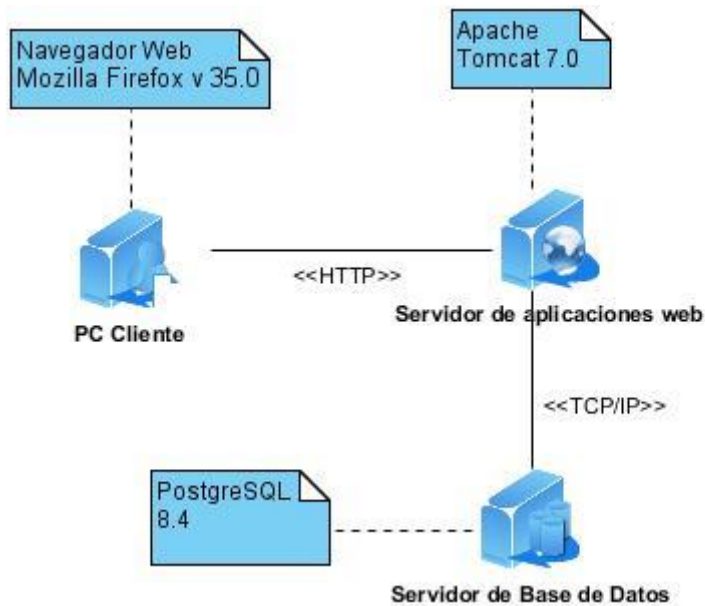 Navegador Web
Mozilla Firefox v 35.0
Apache
Tomcat 7.0
<<HTTP>>
PC Cliente
Servidor de aplicaciones web
<<TCP/IP>>
PostgreSQL
8.4
Servidor de Base de Datos